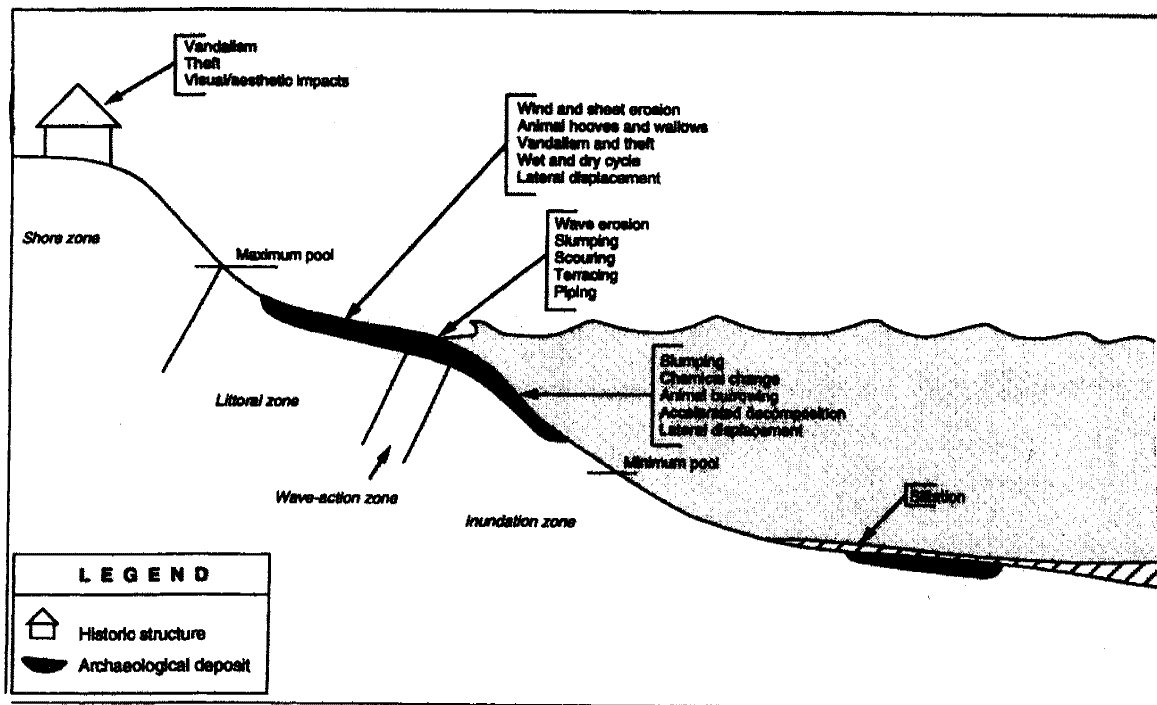 Vandalism
Theft
Visual/aesthetic impacts
Wind and sheet erosion
Animal hooves and wallows
Vandalism and theft
Wet and dry cycle
Lateral displacement
Wave erosion
Slumping
Scouring
Terracing
Piping
Shore zone
Maximum pool
Slumping
Chemical change
Animal burrowing
Accelerated decomposition
Lateral displacement
Littoral zone
Minimum pool
Wave-action zone
Inundation zone
Siltation
LEGEND
Historic structure
Archaeological deposit